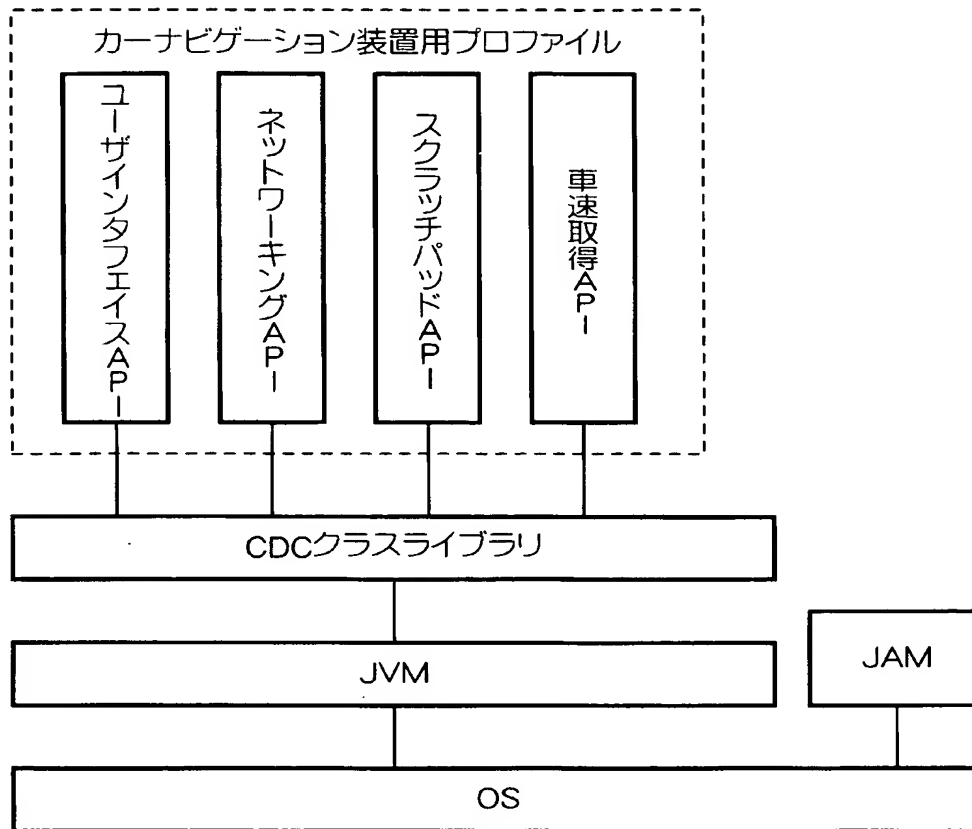 カーナビゲーション装置用プロファイル
ユーザインタフェイスAPI
ネットワーキングAPI
スクラッチパッドAPI
車速取得API
CDCクラスライブラリ
JVM
JAM
OS